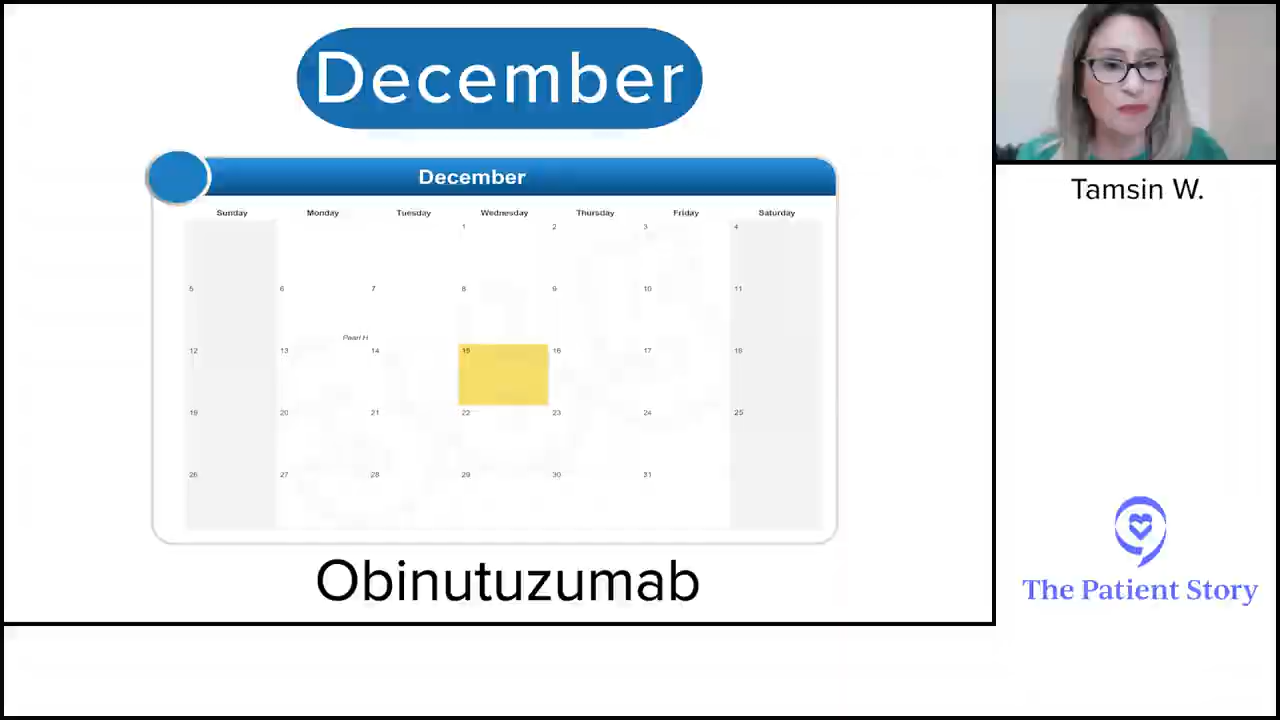 December
December
Sunday Monday Tuesday Wednesday Thursday Friday Saturday
1 2 3 4
5 6 7 8 9 10 11
Pearl H
12 13 14 15 16 17 18
19 20 21 22 23 24 25
26 27 28 29 30 31
Obinutuzumab
Tamsin W.
The Patient Story